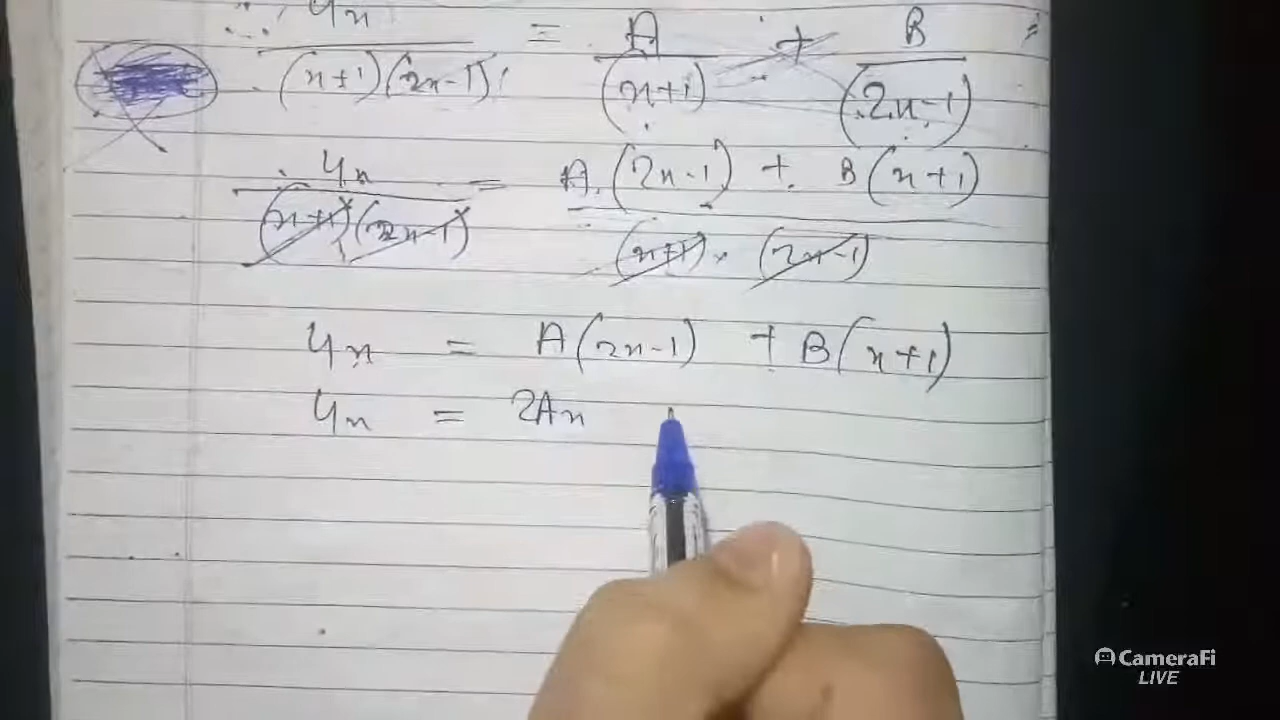 ∴ 4x / (x+1)(2x-1) = A / (x+1) + B / (2x-1)
4x / (x+1)(2x-1) = A.(2x-1) + B(x+1) / (x+1) × (2x-1)
4x = A(2x-1) + B(x+1)
4x = 2Ax
CameraFi
LIVE